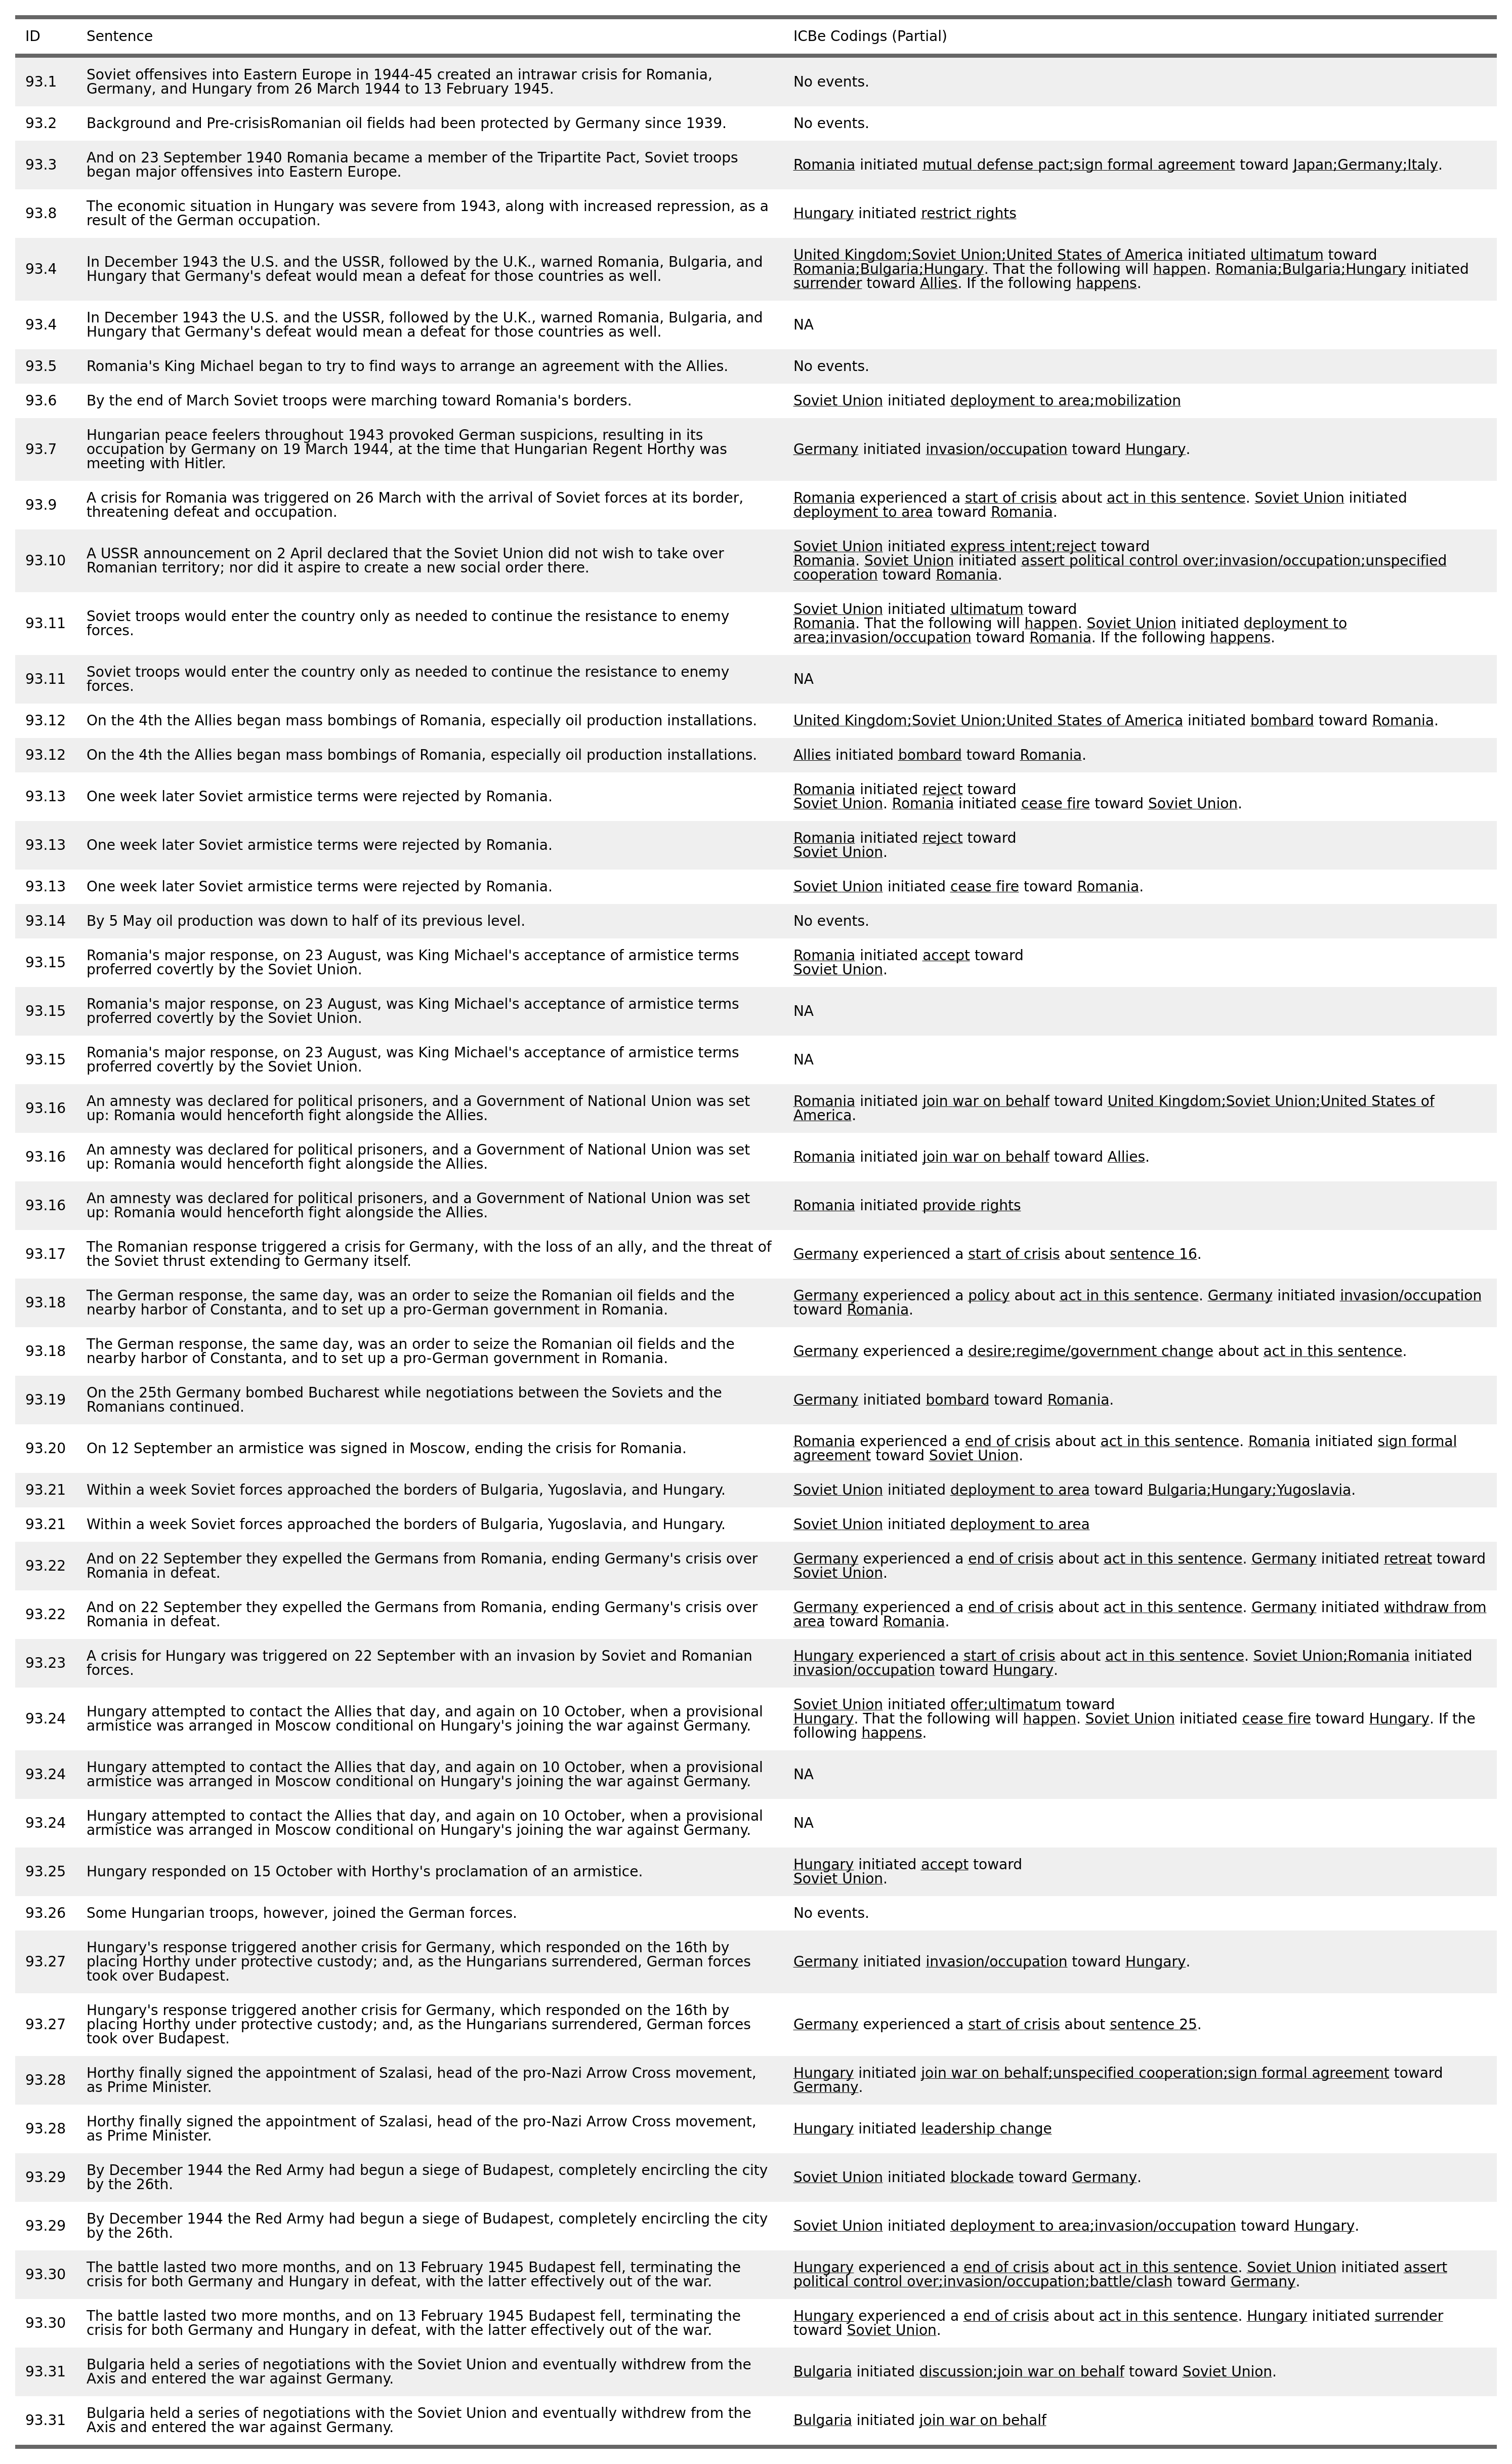 ID Sentence ICBe Codings (Partial)
93.1 Soviet offensives into Eastern Europe in 1944-45 created an intrawar crisis for Romania,
Germany, and Hungary from 26 March 1944 to 13 February 1945. No events.
93.2 Background and Pre-crisisRomanian oil fields had been protected by Germany since 1939. No events.
93.3 And on 23 September 1940 Romania became a member of the Tripartite Pact, Soviet troops
began major offensives into Eastern Europe. Romania initiated mutual defense pact;sign formal agreement toward Japan;Germany;Italy.
93.8 The economic situation in Hungary was severe from 1943, along with increased repression, as a
result of the German occupation. Hungary initiated restrict rights
93.4 In December 1943 the U.S. and the USSR, followed by the U.K., warned Romania, Bulgaria, and
Hungary that Germany's defeat would mean a defeat for those countries as well.
United Kingdom;Soviet Union;United States of America initiated ultimatum toward
Romania;Bulgaria;Hungary. That the following will happen. Romania;Bulgaria;Hungary initiated
surrender toward Allies. If the following happens.
93.4 In December 1943 the U.S. and the USSR, followed by the U.K., warned Romania, Bulgaria, and
Hungary that Germany's defeat would mean a defeat for those countries as well. NA
93.5 Romania's King Michael began to try to find ways to arrange an agreement with the Allies. No events.
93.6 By the end of March Soviet troops were marching toward Romania's borders. Soviet Union initiated deployment to area;mobilization
93.7 Hungarian peace feelers throughout 1943 provoked German suspicions, resulting in its
occupation by Germany on 19 March 1944, at the time that Hungarian Regent Horthy was
meeting with Hitler. Germany initiated invasion/occupation toward Hungary.
93.9 A crisis for Romania was triggered on 26 March with the arrival of Soviet forces at its border,
threatening defeat and occupation.
Romania experienced a start of crisis about act in this sentence. Soviet Union initiated
deployment to area toward Romania.
93.10 A USSR announcement on 2 April declared that the Soviet Union did not wish to take over
Romanian territory; nor did it aspire to create a new social order there.
Soviet Union initiated express intent;reject toward
Romania. Soviet Union initiated assert political control over;invasion/occupation;unspecified
cooperation toward Romania.
93.11 Soviet troops would enter the country only as needed to continue the resistance to enemy
forces.
Soviet Union initiated ultimatum toward
Romania. That the following will happen. Soviet Union initiated deployment to
area;invasion/occupation toward Romania. If the following happens.
93.11 Soviet troops would enter the country only as needed to continue the resistance to enemy
forces. NA
93.12 On the 4th the Allies began mass bombings of Romania, especially oil production installations. United Kingdom;Soviet Union;United States of America initiated bombard toward Romania.
93.12 On the 4th the Allies began mass bombings of Romania, especially oil production installations. Allies initiated bombard toward Romania.
93.13 One week later Soviet armistice terms were rejected by Romania.
Romania initiated reject toward
Soviet Union. Romania initiated cease fire toward Soviet Union.
93.13 One week later Soviet armistice terms were rejected by Romania.
Romania initiated reject toward
Soviet Union.
93.13 One week later Soviet armistice terms were rejected by Romania. Soviet Union initiated cease fire toward Romania.
93.14 By 5 May oil production was down to half of its previous level. No events.
93.15 Romania's major response, on 23 August, was King Michael's acceptance of armistice terms
proferred covertly by the Soviet Union.
Romania initiated accept toward
Soviet Union.
93.15 Romania's major response, on 23 August, was King Michael's acceptance of armistice terms
proferred covertly by the Soviet Union. NA
93.15 Romania's major response, on 23 August, was King Michael's acceptance of armistice terms
proferred covertly by the Soviet Union. NA
93.16 An amnesty was declared for political prisoners, and a Government of National Union was set
up: Romania would henceforth fight alongside the Allies.
Romania initiated join war on behalf toward United Kingdom;Soviet Union;United States of
America.
93.16 An amnesty was declared for political prisoners, and a Government of National Union was set
up: Romania would henceforth fight alongside the Allies. Romania initiated join war on behalf toward Allies.
93.16 An amnesty was declared for political prisoners, and a Government of National Union was set
up: Romania would henceforth fight alongside the Allies. Romania initiated provide rights
93.17 The Romanian response triggered a crisis for Germany, with the loss of an ally, and the threat of
the Soviet thrust extending to Germany itself. Germany experienced a start of crisis about sentence 16.
93.18 The German response, the same day, was an order to seize the Romanian oil fields and the
nearby harbor of Constanta, and to set up a pro-German government in Romania.
Germany experienced a policy about act in this sentence. Germany initiated invasion/occupation
toward Romania.
93.18 The German response, the same day, was an order to seize the Romanian oil fields and the
nearby harbor of Constanta, and to set up a pro-German government in Romania. Germany experienced a desire;regime/government change about act in this sentence.
93.19 On the 25th Germany bombed Bucharest while negotiations between the Soviets and the
Romanians continued. Germany initiated bombard toward Romania.
93.20 On 12 September an armistice was signed in Moscow, ending the crisis for Romania.
Romania experienced a end of crisis about act in this sentence. Romania initiated sign formal
agreement toward Soviet Union.
93.21 Within a week Soviet forces approached the borders of Bulgaria, Yugoslavia, and Hungary. Soviet Union initiated deployment to area toward Bulgaria;Hungary;Yugoslavia.
93.21 Within a week Soviet forces approached the borders of Bulgaria, Yugoslavia, and Hungary. Soviet Union initiated deployment to area
93.22 And on 22 September they expelled the Germans from Romania, ending Germany's crisis over
Romania in defeat.
Germany experienced a end of crisis about act in this sentence. Germany initiated retreat toward
Soviet Union.
93.22 And on 22 September they expelled the Germans from Romania, ending Germany's crisis over
Romania in defeat.
Germany experienced a end of crisis about act in this sentence. Germany initiated withdraw from
area toward Romania.
93.23 A crisis for Hungary was triggered on 22 September with an invasion by Soviet and Romanian
forces.
Hungary experienced a start of crisis about act in this sentence. Soviet Union;Romania initiated
invasion/occupation toward Hungary.
93.24 Hungary attempted to contact the Allies that day, and again on 10 October, when a provisional
armistice was arranged in Moscow conditional on Hungary's joining the war against Germany.
Soviet Union initiated offer;ultimatum toward
Hungary. That the following will happen. Soviet Union initiated cease fire toward Hungary. If the
following happens.
93.24 Hungary attempted to contact the Allies that day, and again on 10 October, when a provisional
armistice was arranged in Moscow conditional on Hungary's joining the war against Germany. NA
93.24 Hungary attempted to contact the Allies that day, and again on 10 October, when a provisional
armistice was arranged in Moscow conditional on Hungary's joining the war against Germany. NA
93.25 Hungary responded on 15 October with Horthy's proclamation of an armistice.
Hungary initiated accept toward
Soviet Union.
93.26 Some Hungarian troops, however, joined the German forces. No events.
93.27 Hungary's response triggered another crisis for Germany, which responded on the 16th by
placing Horthy under protective custody; and, as the Hungarians surrendered, German forces
took over Budapest. Germany initiated invasion/occupation toward Hungary.
93.27 Hungary's response triggered another crisis for Germany, which responded on the 16th by
placing Horthy under protective custody; and, as the Hungarians surrendered, German forces
took over Budapest. Germany experienced a start of crisis about sentence 25.
93.28 Horthy finally signed the appointment of Szalasi, head of the pro-Nazi Arrow Cross movement,
as Prime Minister.
Hungary initiated join war on behalf;unspecified cooperation;sign formal agreement toward
Germany.
93.28 Horthy finally signed the appointment of Szalasi, head of the pro-Nazi Arrow Cross movement,
as Prime Minister. Hungary initiated leadership change
93.29 By December 1944 the Red Army had begun a siege of Budapest, completely encircling the city
by the 26th. Soviet Union initiated blockade toward Germany.
93.29 By December 1944 the Red Army had begun a siege of Budapest, completely encircling the city
by the 26th. Soviet Union initiated deployment to area;invasion/occupation toward Hungary.
93.30 The battle lasted two more months, and on 13 February 1945 Budapest fell, terminating the
crisis for both Germany and Hungary in defeat, with the latter effectively out of the war.
Hungary experienced a end of crisis about act in this sentence. Soviet Union initiated assert
political control over;invasion/occupation;battle/clash toward Germany.
93.30 The battle lasted two more months, and on 13 February 1945 Budapest fell, terminating the
crisis for both Germany and Hungary in defeat, with the latter effectively out of the war.
Hungary experienced a end of crisis about act in this sentence. Hungary initiated surrender
toward Soviet Union.
93.31 Bulgaria held a series of negotiations with the Soviet Union and eventually withdrew from the
Axis and entered the war against Germany. Bulgaria initiated discussion;join war on behalf toward Soviet Union.
93.31 Bulgaria held a series of negotiations with the Soviet Union and eventually withdrew from the
Axis and entered the war against Germany. Bulgaria initiated join war on behalf